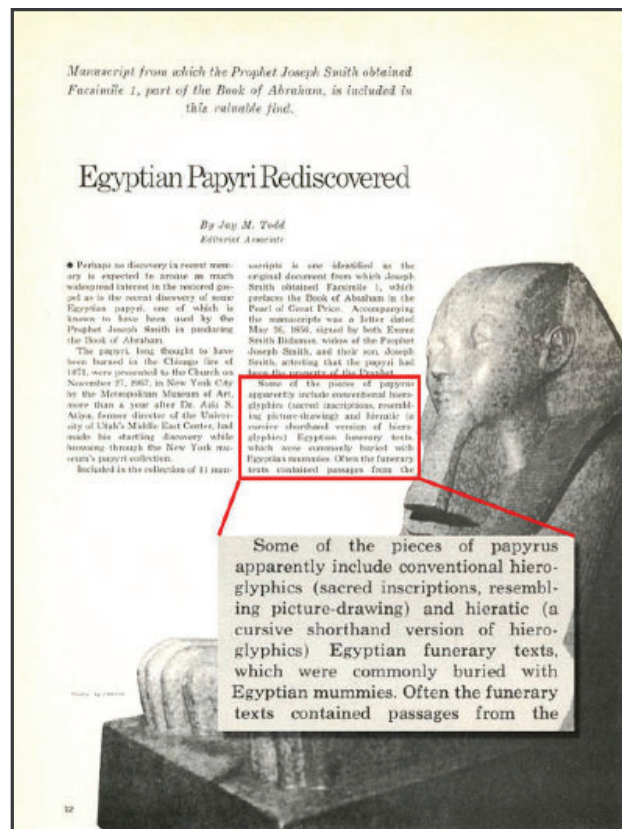 Manuscript from which the Prophet Joseph Smith obtained
Facsimile 1, part of the Book of Abraham, is included in
this valuable find.
Egyptian Papyri Rediscovered
By Jay M. Todd
Editorial Associate
● Perhaps no discovery in recent mem-
ory is expected to arouse as much
widespread interest in the restored gos-
pel as is the recent discovery of some
Egyptian papyri, one of which is
known to have been used by the
Prophet Joseph Smith in producing
the Book of Abraham.
The papyri, long thought to have
been burned in the Chicago fire of
1871, were presented to the Church on
November 27, 1967, in New York City
by the Metropolitan Museum of Art,
more than a year after Dr. Aziz S.
Atiya, former director of the Univer-
sity of Utah's Middle East Center, had
made his startling discovery while
browsing through the New York mu-
seum's papyri collection.
Included in the collection of 11 man-
uscripts is one identified as the
original document from which Joseph
Smith obtained Facsimile 1, which
prefaces the Book of Abraham in the
Pearl of Great Price. Accompanying
the manuscripts was a letter dated
May 26, 1856, signed by both Emma
Smith Bidamon, widow of the Prophet
Joseph Smith, and their son, Joseph
Smith, attesting that the papyri had
been the property of the Prophet.
Some of the pieces of papyrus
apparently include conventional hiero-
glyphics (sacred inscriptions, resembl-
ing picture-drawing) and hieratic (a
cursive shorthand version of hiero-
glyphics) Egyptian funerary texts,
which were commonly buried with
Egyptian mummies. Often the funerary
texts contained passages from the
Some of the pieces of papyrus
apparently include conventional hiero-
glyphics (sacred inscriptions, resembl-
ing picture-drawing) and hieratic (a
cursive shorthand version of hiero-
glyphics) Egyptian funerary texts,
which were commonly buried with
Egyptian mummies. Often the funerary
texts contained passages from the
12